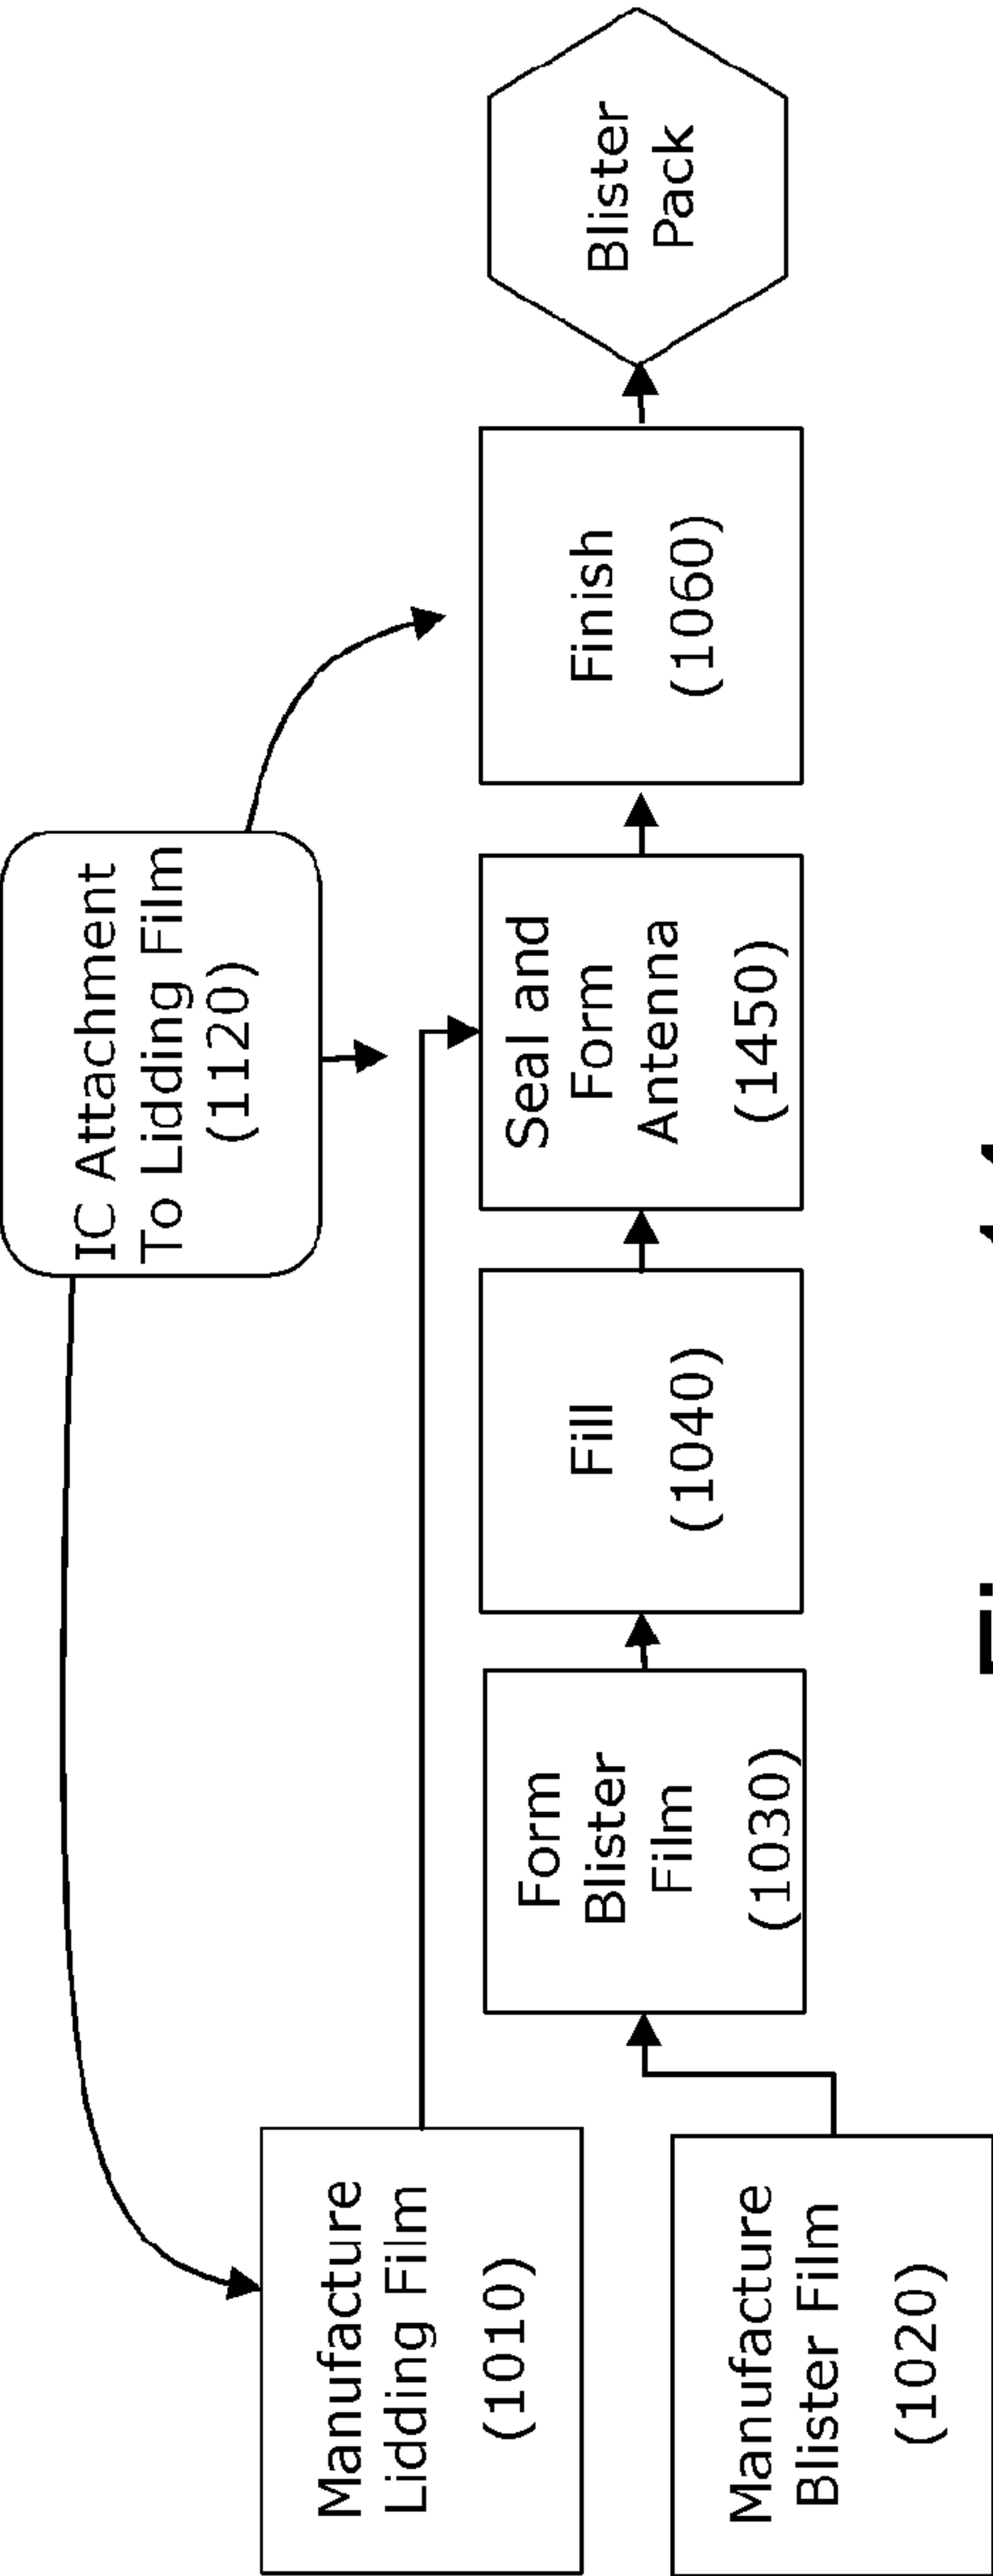 IC Attachment
To Lidding Film
(1120)
Manufacture
Lidding Film
(1010)
Manufacture
Blister Film
(1020)
Form
Blister
Film
(1030)
Fill
(1040)
Seal and
Form
Antenna
(1450)
Finish
(1060)
Blister
Pack